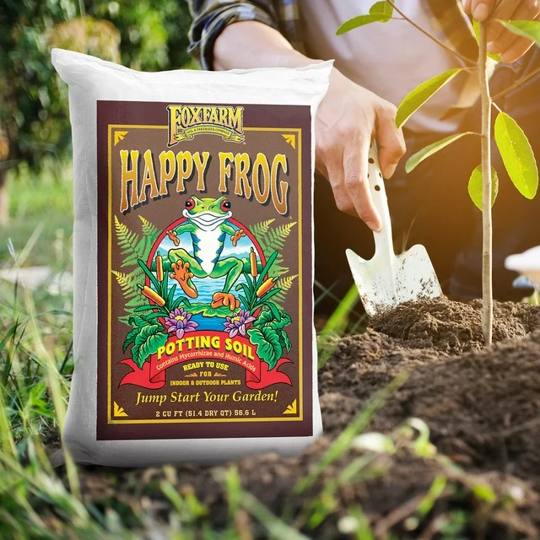 FOXFARM
HAPPY FROG
POTTING SOIL
Contains Mycorrhizae and Humic Acids
READY TO USE
FOR
INDOOR & OUTDOOR PLANTS
Jump Start Your Garden!
2 CU FT (51.4 DRY QT) 56.6 L